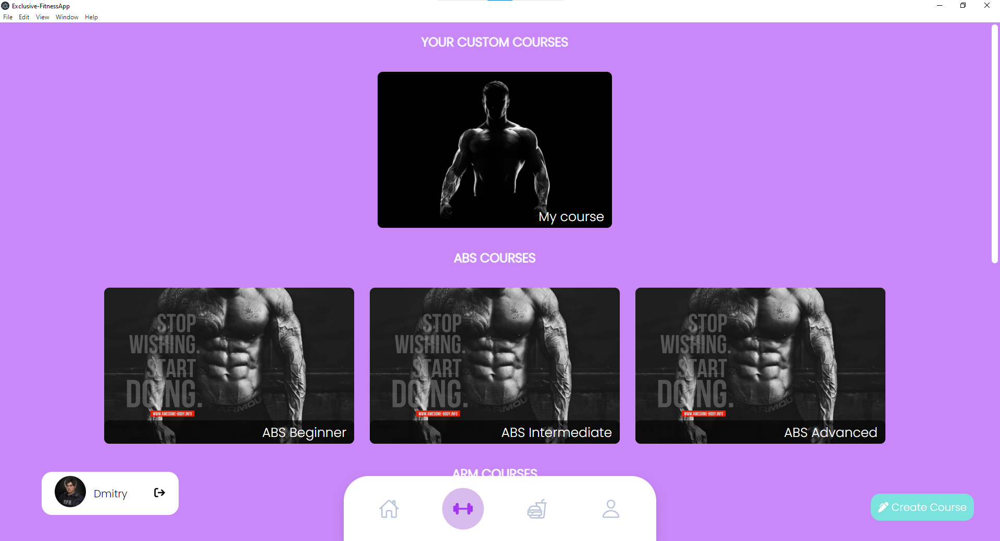 Exclusive-FitnessApp
File Edit View Window Help
YOUR CUSTOM COURSES
My course
ABS COURSES
STOP
WISHING.
START
DOING.
WWW.AWESOME-BODY.INFO
ABS Beginner
STOP
WISHING.
START
DOING.
WWW.AWESOME-BODY.INFO
ABS Intermediate
STOP
WISHING.
START
DOING.
WWW.AWESOME-BODY.INFO
ABS Advanced
ARM COURSES
R.P.D.
Dmitry
Create Course